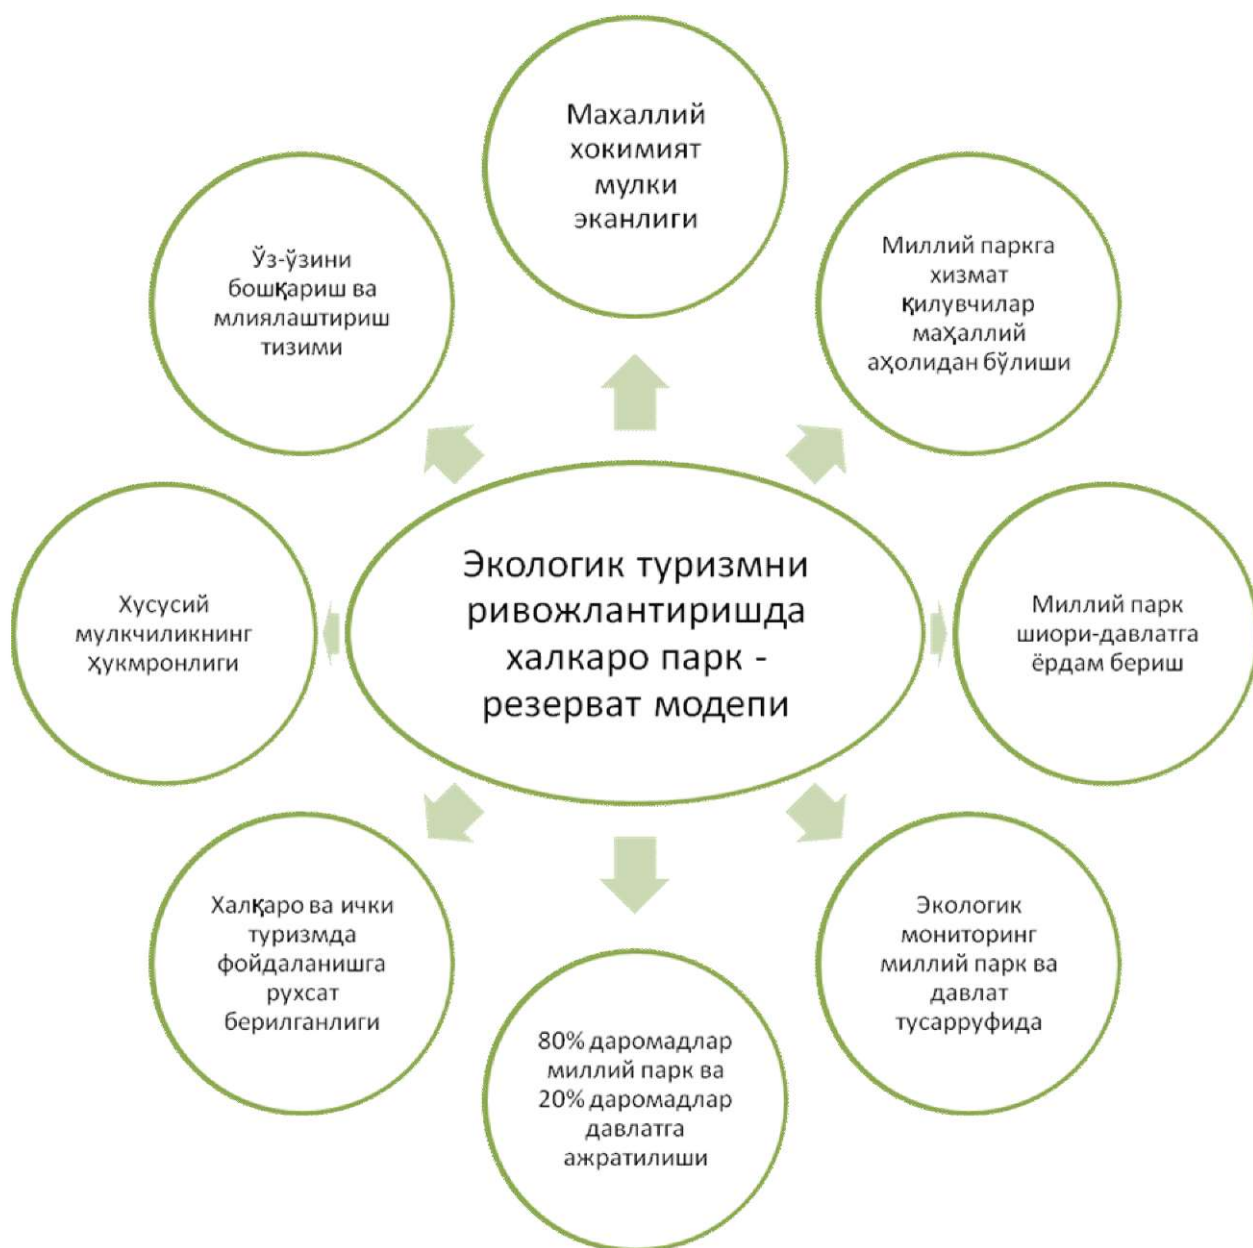 Махаллий
хокимият
мулки
эканлиги
Ўз-ўзини
бошқариш ва
млиялаштириш
тизими
Миллий паркга
хизмат
қилувчилар
маҳаллий
аҳолидан бўлиши
Экологик туризмни
ривожлантиришда
халкаро парк -
резерват модепи
Хусусий
мулкчиликнинг
ҳукмронлиги
Миллий парк
шиори-давлатга
ёрдам бериш
Халқаро ва ички
туризмда
фойдаланишга
рухсат
берилганлиги
Экологик
мониторинг
миллий парк ва
давлат
тусарруфида
80% даромадлар
миллий парк ва
20% даромадлар
давлатга
ажратилиши